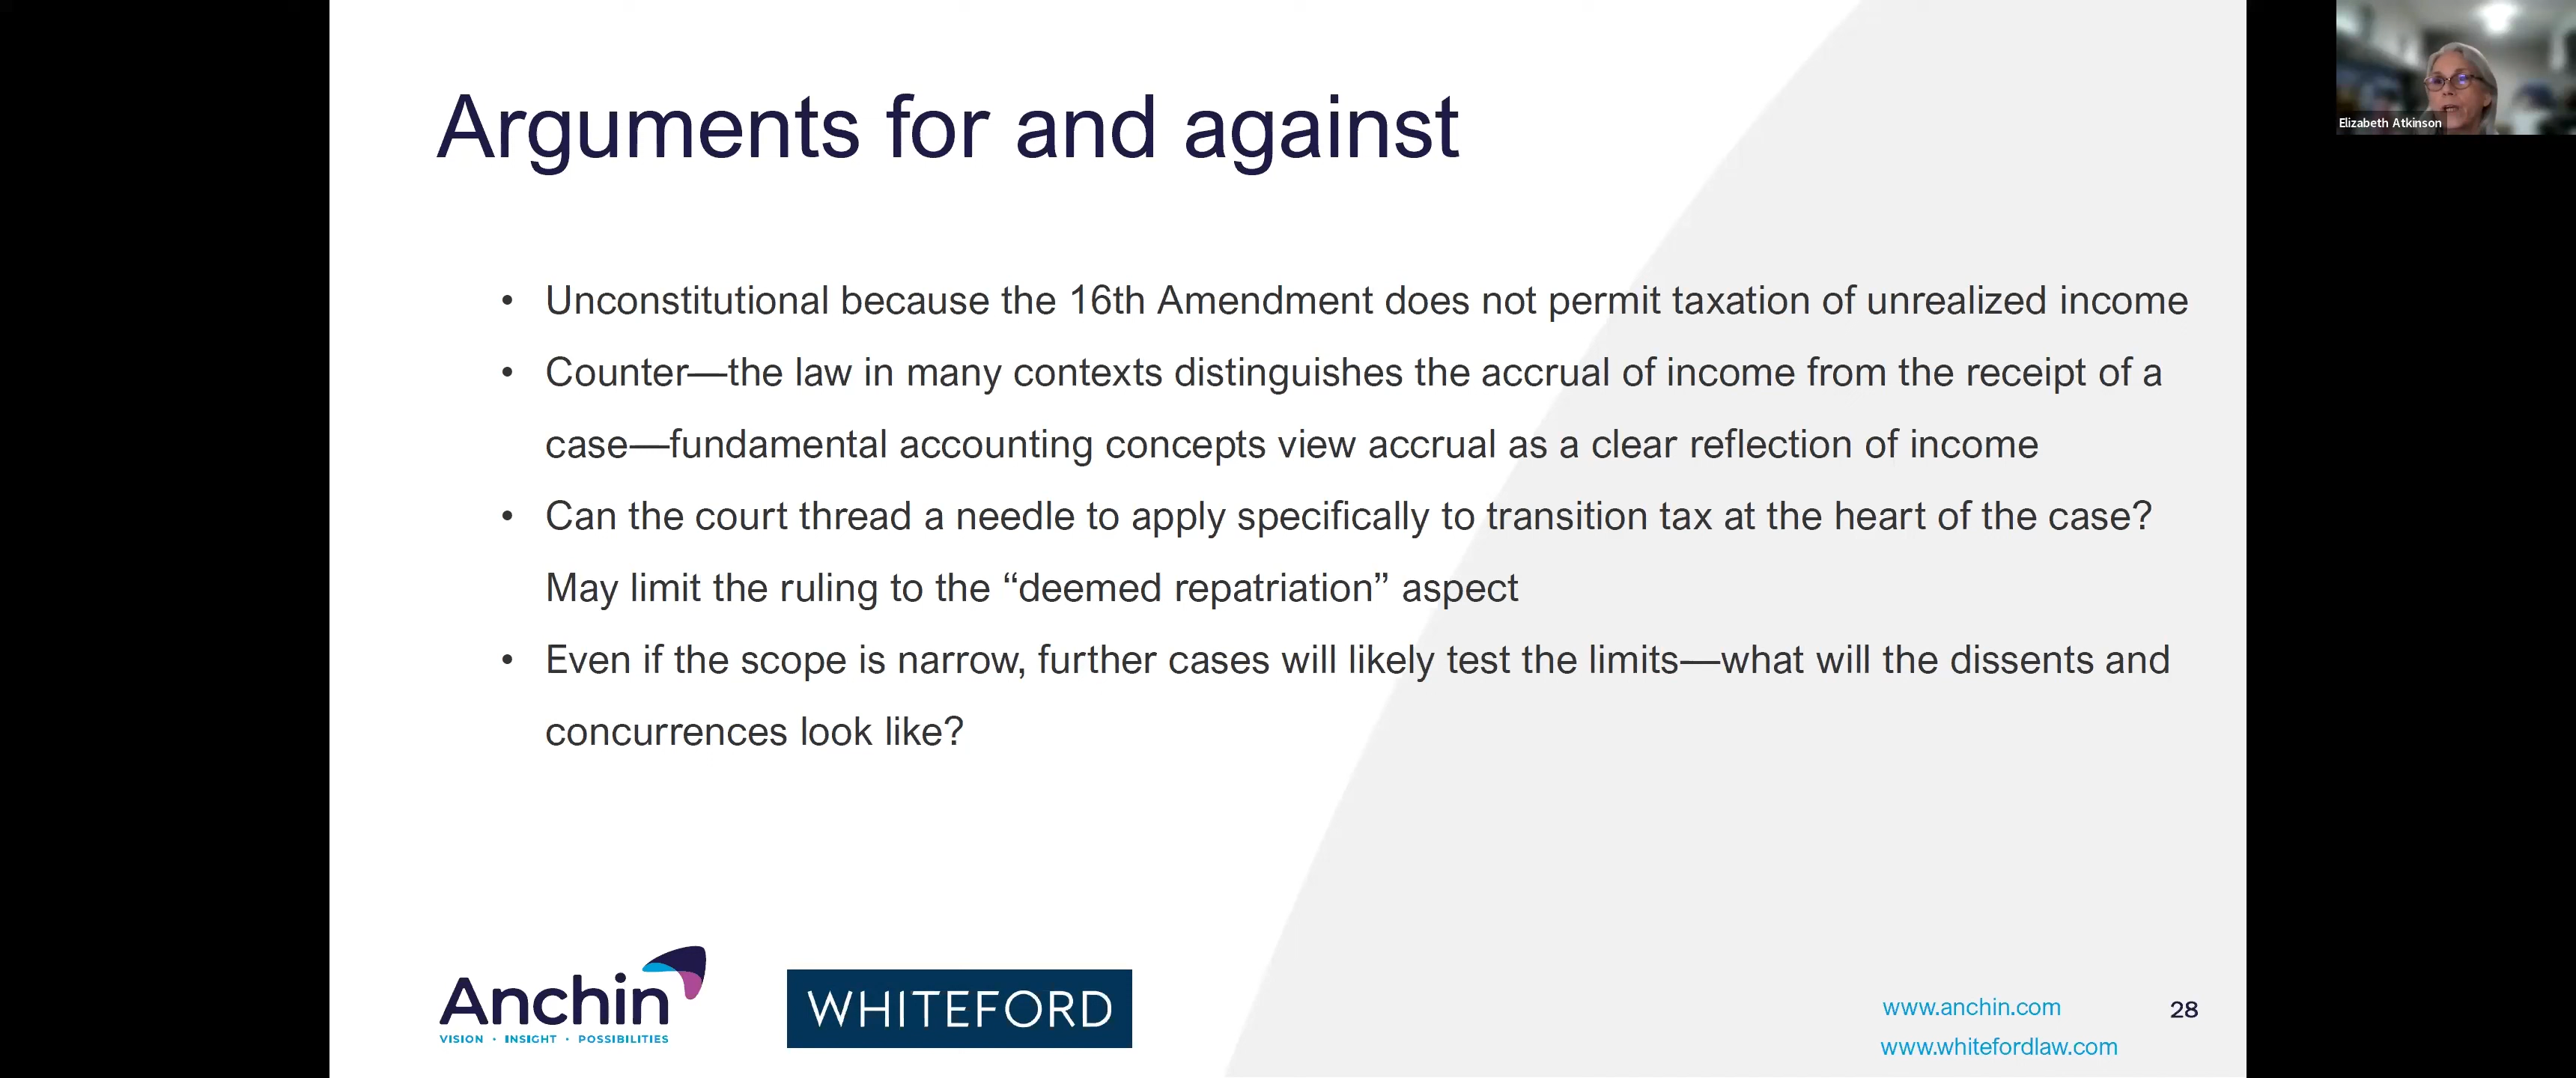 Arguments for and against
Elizabeth Atkinson
• Unconstitutional because the 16th Amendment does not permit taxation of unrealized income
• Counter—the law in many contexts distinguishes the accrual of income from the receipt of a
case—fundamental accounting concepts view accrual as a clear reflection of income
• Can the court thread a needle to apply specifically to transition tax at the heart of the case?
May limit the ruling to the “deemed repatriation” aspect
• Even if the scope is narrow, further cases will likely test the limits—what will the dissents and
concurrences look like?
Anchin
VISION · INSIGHT · POSSIBILITIES
WHITEFORD
www.anchin.com
28
www.whitefordlaw.com